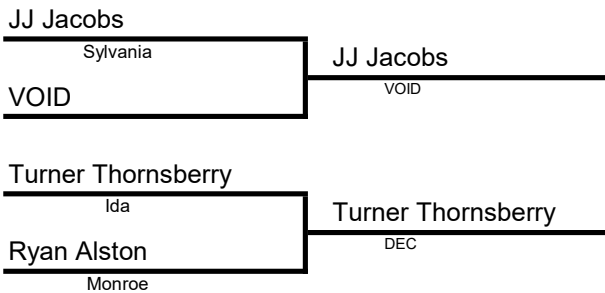 JJ Jacobs
Sylvania
JJ Jacobs
VOID
VOID
Turner Thornsberry
Ida
Turner Thornsberry
DEC
Ryan Alston
Monroe